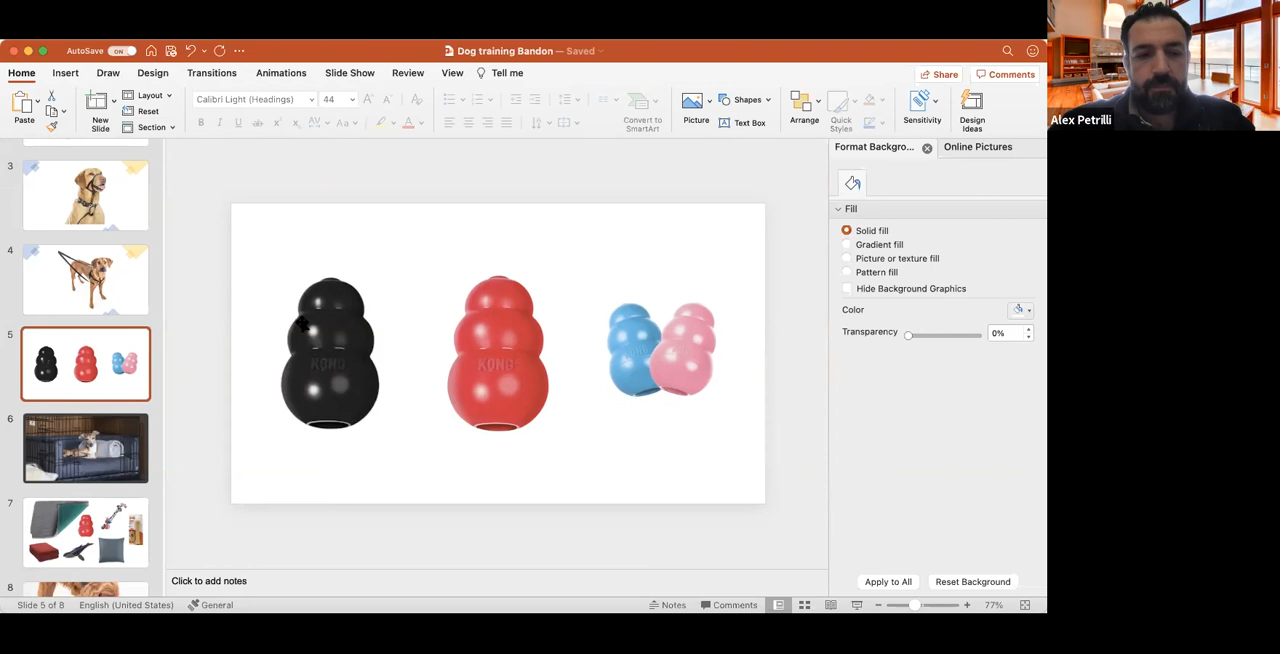 AutoSave ON
Dog training Bandon — Saved
Home Insert Draw Design Transitions Animations Slide Show Review View Tell me
Share Comments
Paste
New Slide
Layout
Reset
Section
Calibri Light (Headings) 44
Convert to SmartArt
Picture
Shapes
Text Box
Arrange
Quick Styles
Sensitivity
Design Ideas
Alex Petrilli
3
4
5
6
7
8
KONG
KONG
Format Backgro...
Online Pictures
Fill
Solid fill
Gradient fill
Picture or texture fill
Pattern fill
Hide Background Graphics
Color
Transparency 0%
Apply to All Reset Background
Click to add notes
Slide 5 of 8 English (United States) General Notes Comments 77%